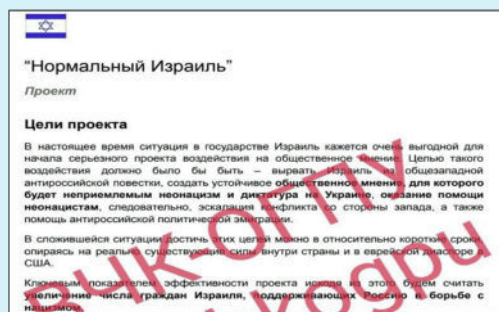 "Нормальный Израиль"
Проект
Цели проекта
В настоящее время ситуация в государстве Израиль кажется очень выгодной для
начала серьезного проекта воздействия на общественное мнение. Целью такого
воздействия должно было бы быть – вырвать Израиль из общезападной
антироссийской повестки, создать устойчивое общественное мнение, для которого
будет неприемлемым неонацизм и диктатура на Украине, оказание помощи
неонацистам, следовательно, эскалация конфликта со стороны запада, а также
помощь антироссийской политической эмиграции.
В сложившейся ситуации достичь этих целей можно в относительно короткие сроки,
опираясь на реально существующие силы внутри страны и в еврейской диаспоре в
США.
Ключевым показателем эффективности проекта исходя из этого будем считать
увеличение числа граждан Израиля, поддерживающих Россию в борьбе с
нацизмом.